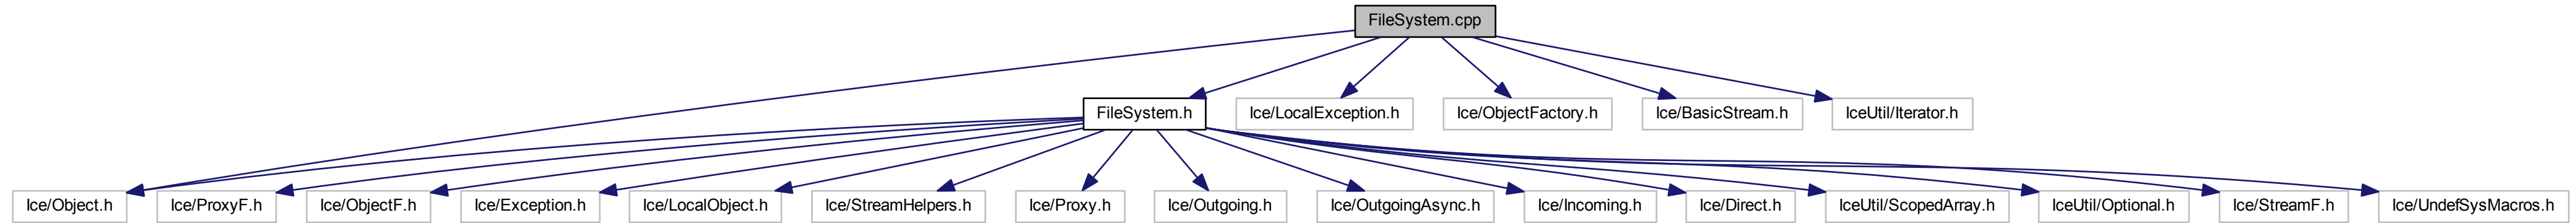 FileSystem.cpp
FileSystem.h
Ice/LocalException.h
Ice/ObjectFactory.h
Ice/BasicStream.h
IceUtil/Iterator.h
Ice/Object.h
Ice/ProxyF.h
Ice/ObjectF.h
Ice/Exception.h
Ice/LocalObject.h
Ice/StreamHelpers.h
Ice/Proxy.h
Ice/Outgoing.h
Ice/OutgoingAsync.h
Ice/Incoming.h
Ice/Direct.h
IceUtil/ScopedArray.h
IceUtil/Optional.h
Ice/StreamF.h
Ice/UndefSysMacros.h